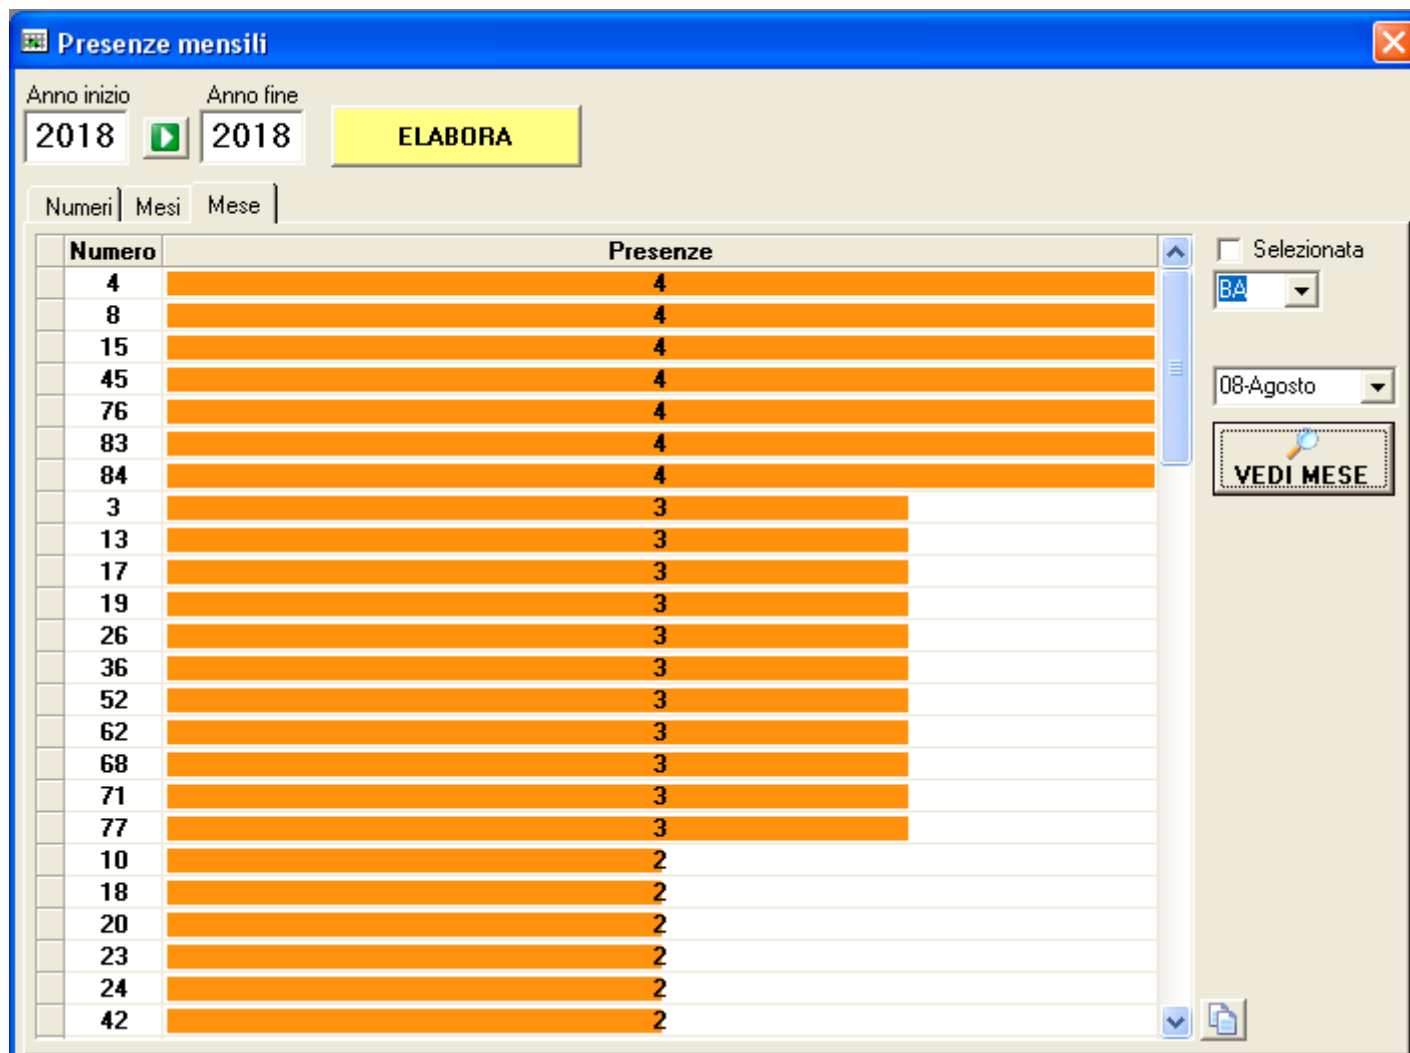 Presenze mensili
Anno inizio Anno fine
2018 2018 ELABORA
Numeri Mesi Mese
Numero Presenze
4 4
8 4
15 4
45 4
76 4
83 4
84 4
3 3
13 3
17 3
19 3
26 3
36 3
52 3
62 3
68 3
71 3
77 3
10 2
18 2
20 2
23 2
24 2
42 2
Selezionata
BA
08-Agosto
VEDI MESE